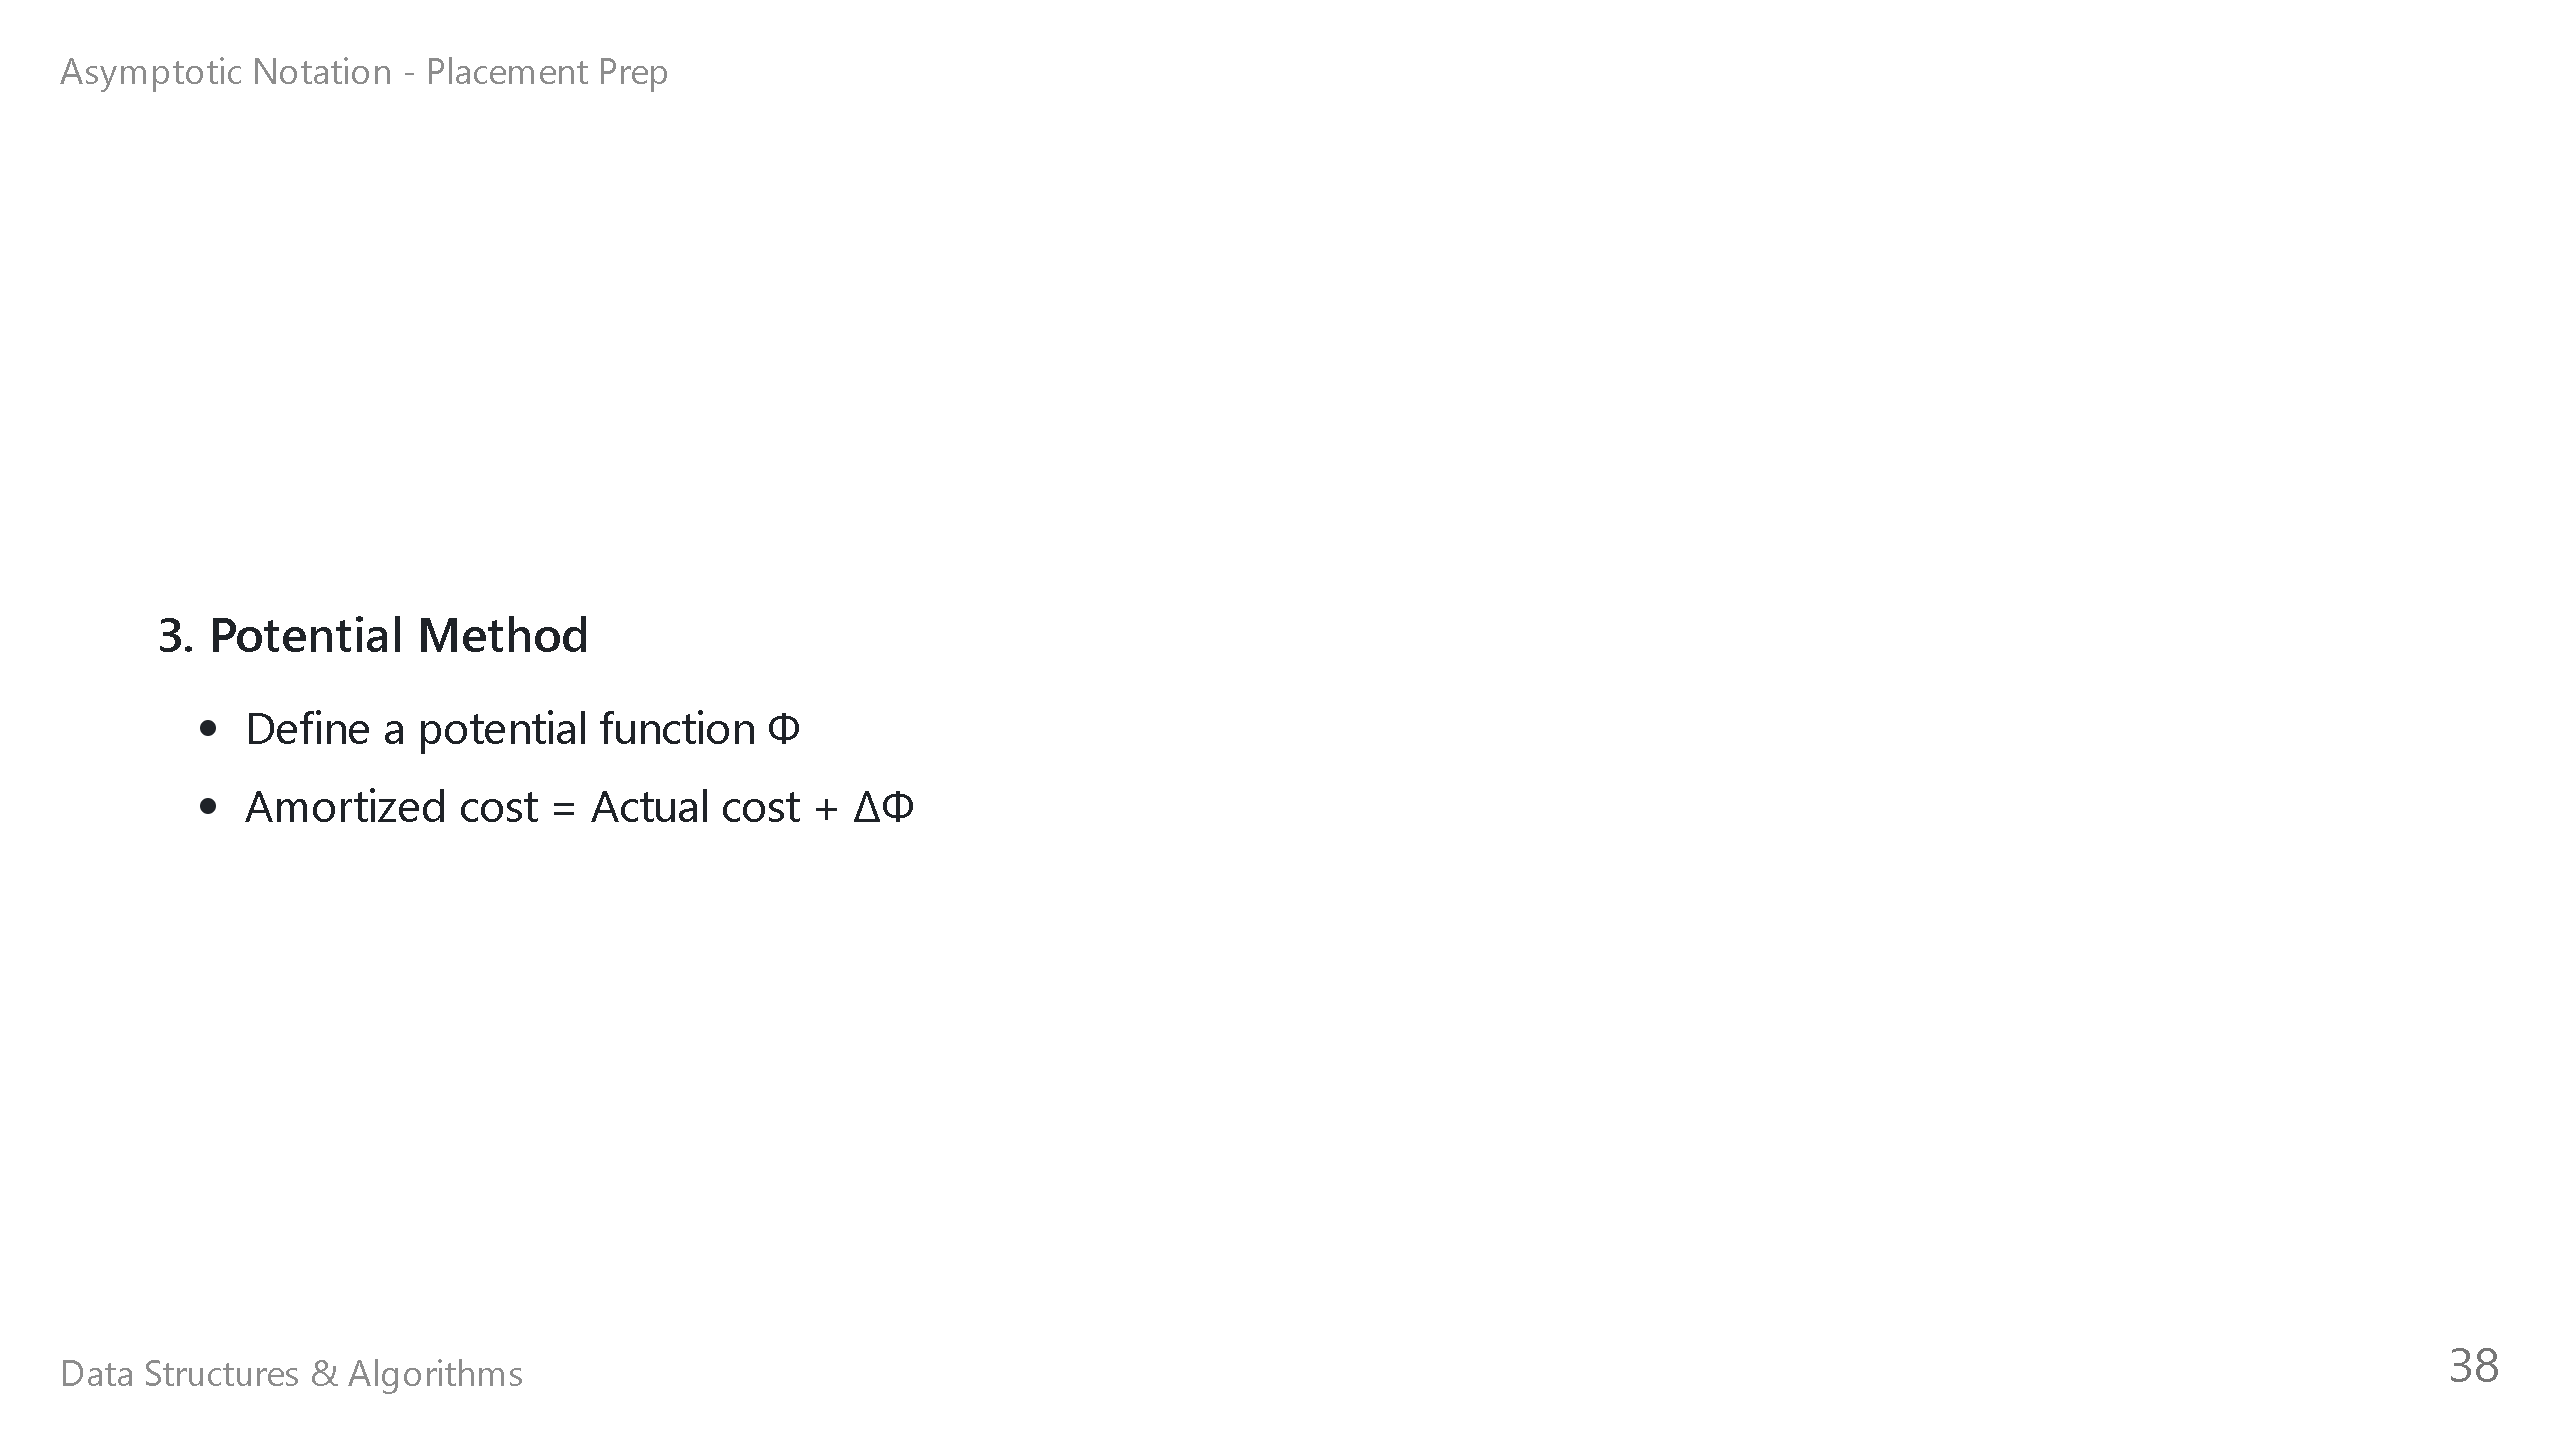 Asymptotic Notation - Placement Prep
3. Potential Method
• Define a potential function Φ
• Amortized cost = Actual cost + ΔΦ
Data Structures & Algorithms
38